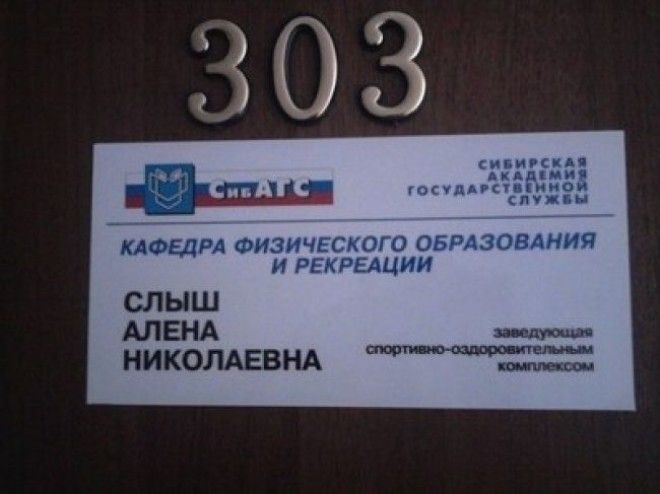 303
СибАГС
СИБИРСКАЯ
АКАДЕМИЯ
ГОСУДАРСТВЕННОЙ
СЛУЖБЫ
КАФЕДРА ФИЗИЧЕСКОГО ОБРАЗОВАНИЯ
И РЕКРЕАЦИИ
СЛЫШ
АЛЕНА
НИКОЛАЕВНА
заведующая
спортивно-оздоровительным
комплексом